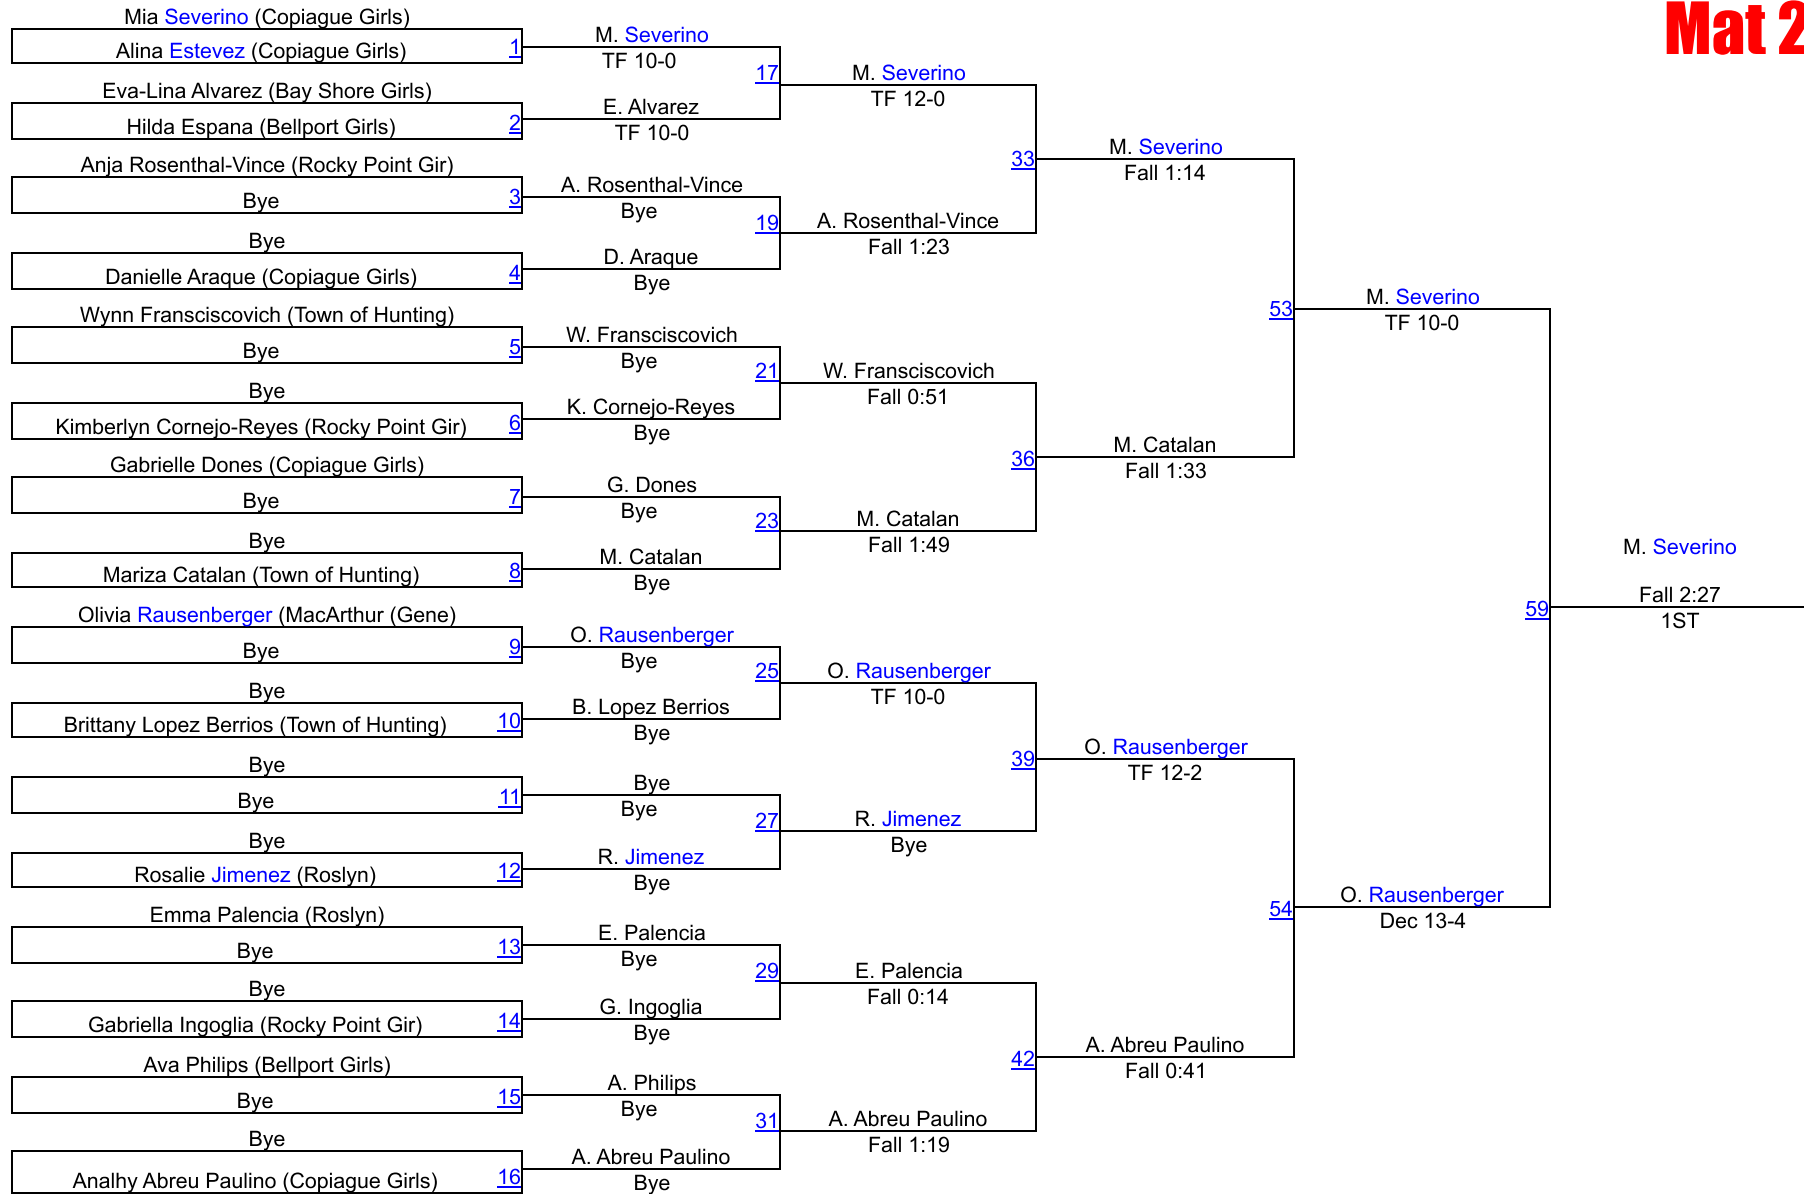 Mat 2
Mia Severino (Copiague Girls)
Alina Estevez (Copiague Girls)
1
Eva-Lina Alvarez (Bay Shore Girls)
Hilda Espana (Bellport Girls)
2
Anja Rosenthal-Vince (Rocky Point Gir)
Bye
3
Bye
Danielle Araque (Copiague Girls)
4
Wynn Fransciscovich (Town of Hunting)
Bye
5
Bye
Kimberlyn Cornejo-Reyes (Rocky Point Gir)
6
Gabrielle Dones (Copiague Girls)
Bye
7
Bye
Mariza Catalan (Town of Hunting)
8
Olivia Rausenberger (MacArthur (Gene)
Bye
9
Bye
Brittany Lopez Berrios (Town of Hunting)
10
Bye
Bye
11
Bye
Rosalie Jimenez (Roslyn)
12
Emma Palencia (Roslyn)
Bye
13
Bye
Gabriella Ingoglia (Rocky Point Gir)
14
Ava Philips (Bellport Girls)
Bye
15
Bye
Analhy Abreu Paulino (Copiague Girls)
16
M. Severino
TF 10-0
17
E. Alvarez
TF 10-0
A. Rosenthal-Vince
Bye
19
D. Araque
Bye
W. Fransciscovich
Bye
21
K. Cornejo-Reyes
Bye
G. Dones
Bye
23
M. Catalan
Bye
O. Rausenberger
Bye
25
B. Lopez Berrios
Bye
Bye
Bye
27
R. Jimenez
Bye
E. Palencia
Bye
29
G. Ingoglia
Bye
A. Philips
Bye
31
A. Abreu Paulino
Bye
M. Severino
TF 12-0
33
A. Rosenthal-Vince
Fall 1:23
W. Fransciscovich
Fall 0:51
36
M. Catalan
Fall 1:49
O. Rausenberger
TF 10-0
39
R. Jimenez
Bye
E. Palencia
Fall 0:14
42
A. Abreu Paulino
Fall 1:19
M. Severino
Fall 1:14
53
M. Catalan
Fall 1:33
O. Rausenberger
TF 12-2
54
A. Abreu Paulino
Fall 0:41
M. Severino
TF 10-0
59
O. Rausenberger
Dec 13-4
M. Severino
Fall 2:27
1ST